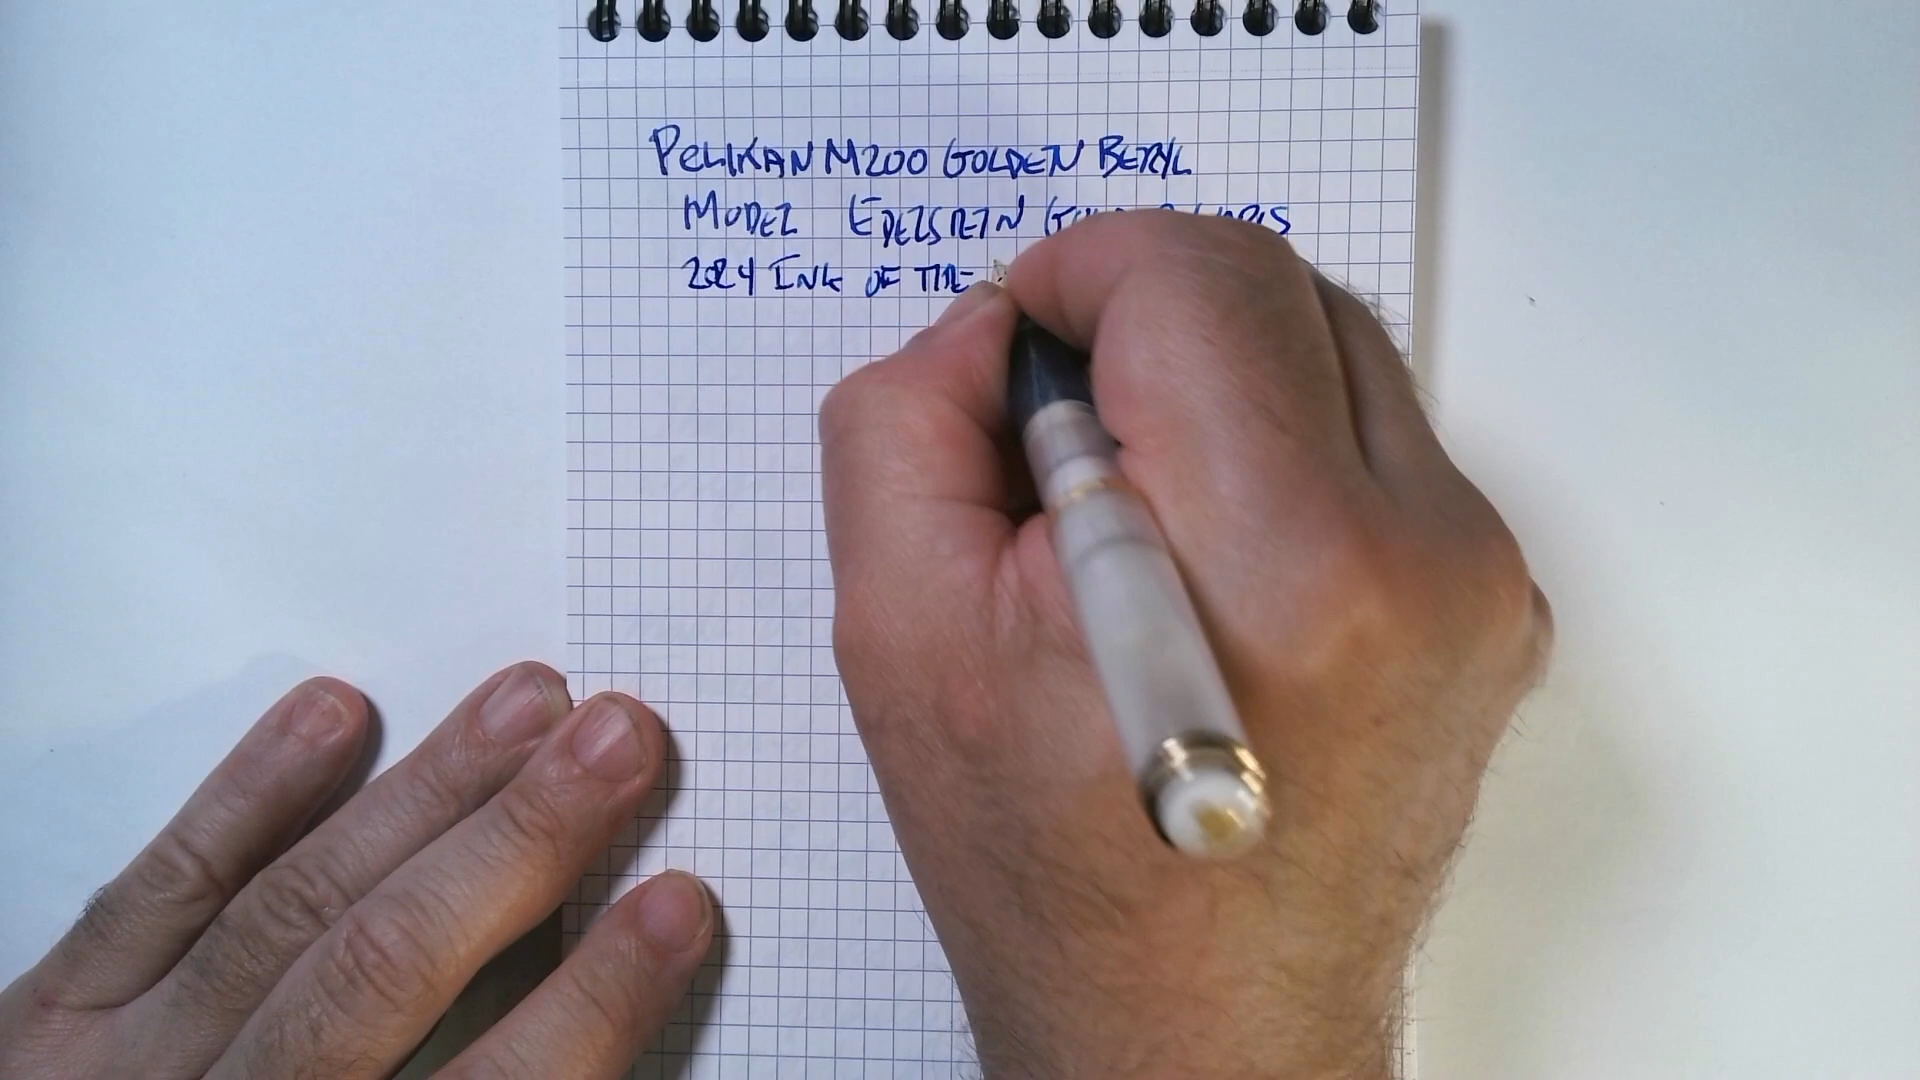 PELIKAN M200 GOLDEN BERYL
MODEL EDELSTEIN
2024 INK OF THE